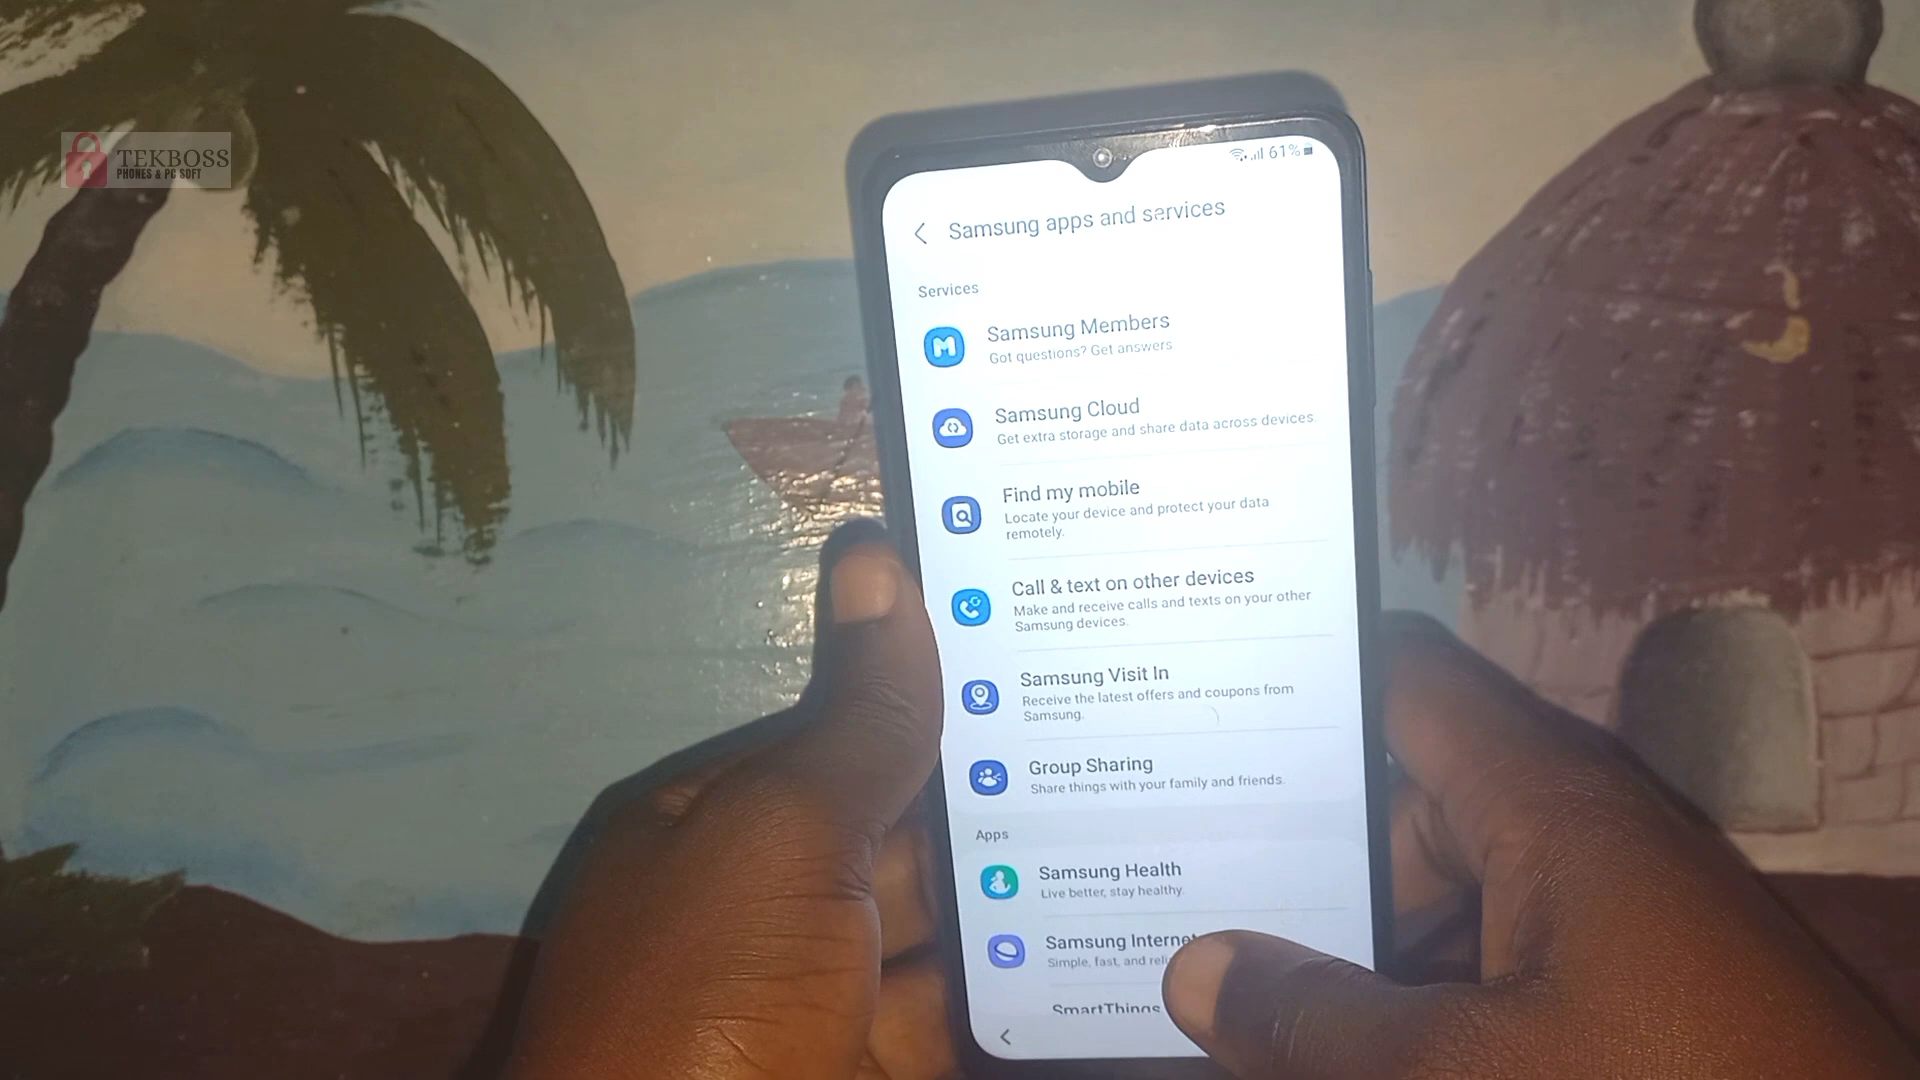 TEKBOSS
PHONES & PC SOFT
61%
Samsung apps and services
Services
Samsung Members
Got questions? Get answers.
Samsung Cloud
Get extra storage and share data across devices.
Find my mobile
Locate your device and protect your data
remotely.
Call & text on other devices
Make and receive calls and texts on your other
Samsung devices.
Samsung Visit In
Receive the latest offers and coupons from
Samsung.
Group Sharing
Share things with your family and friends.
Apps
Samsung Health
Live better, stay healthy.
Samsung Internet
Simple, fast, and
SmartThings